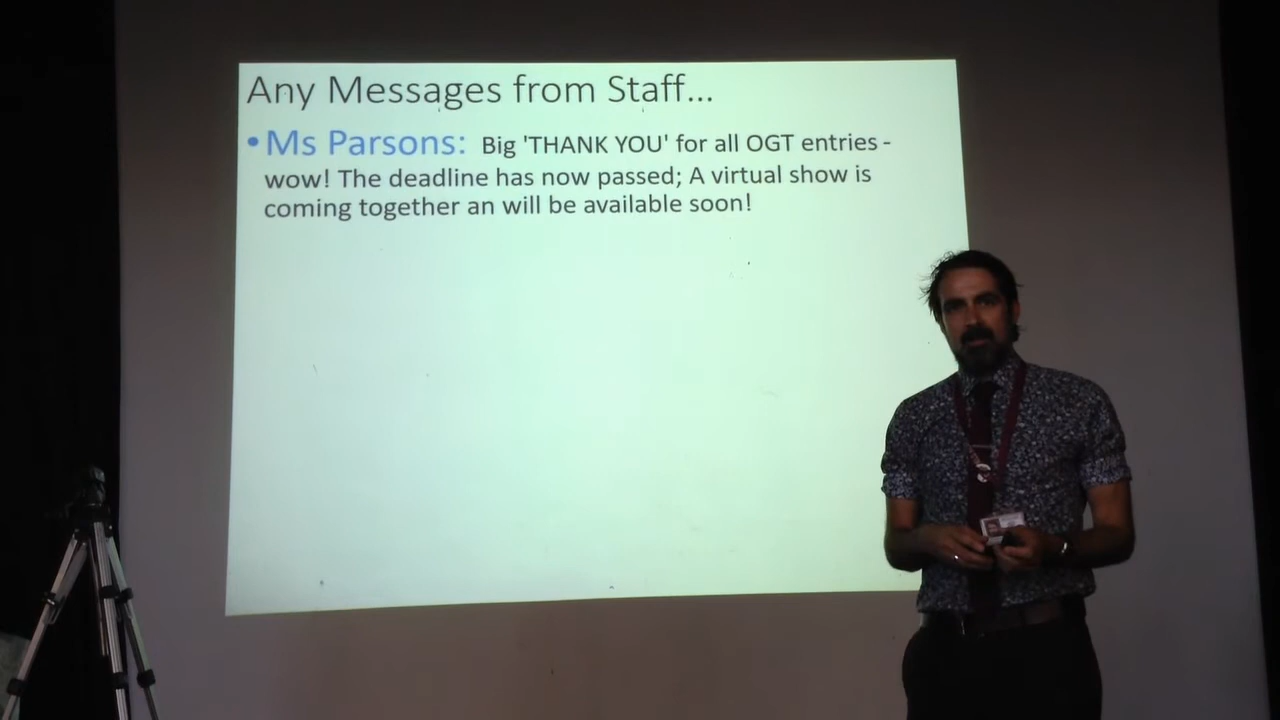 Any Messages from Staff...
• Ms Parsons: Big 'THANK YOU' for all OGT entries -
wow! The deadline has now passed; A virtual show is
coming together an will be available soon!